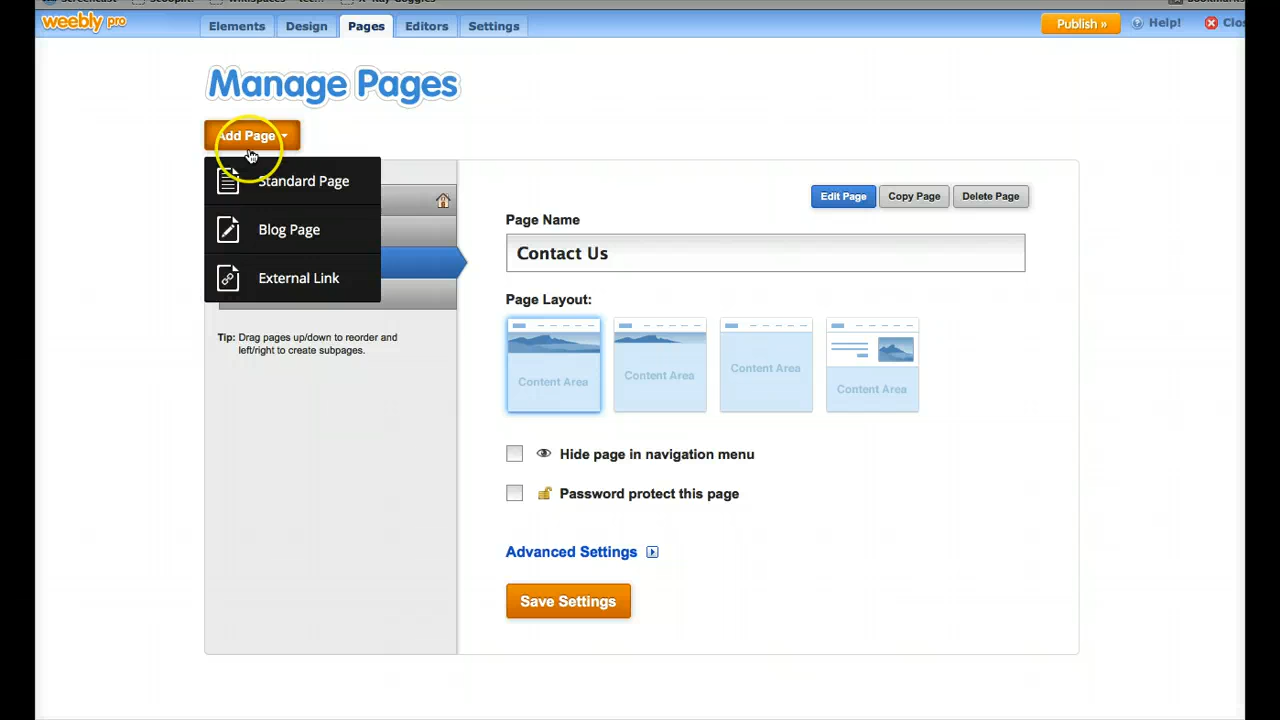 weebly pro
Elements
Design
Pages
Editors
Settings
Publish »
Help!
Clos
Manage Pages
Add Page
Standard Page
Blog Page
External Link
Tip: Drag pages up/down to reorder and
left/right to create subpages.
Edit Page
Copy Page
Delete Page
Page Name
Contact Us
Page Layout:
Content Area
Content Area
Content Area
Content Area
Hide page in navigation menu
Password protect this page
Advanced Settings
Save Settings